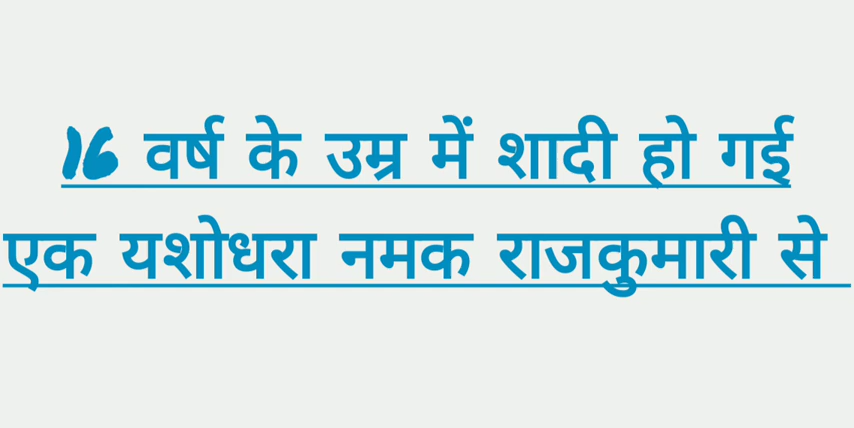 16 वर्ष के उम्र में शादी हो गई
एक यशोधरा नमक राजकुमारी से